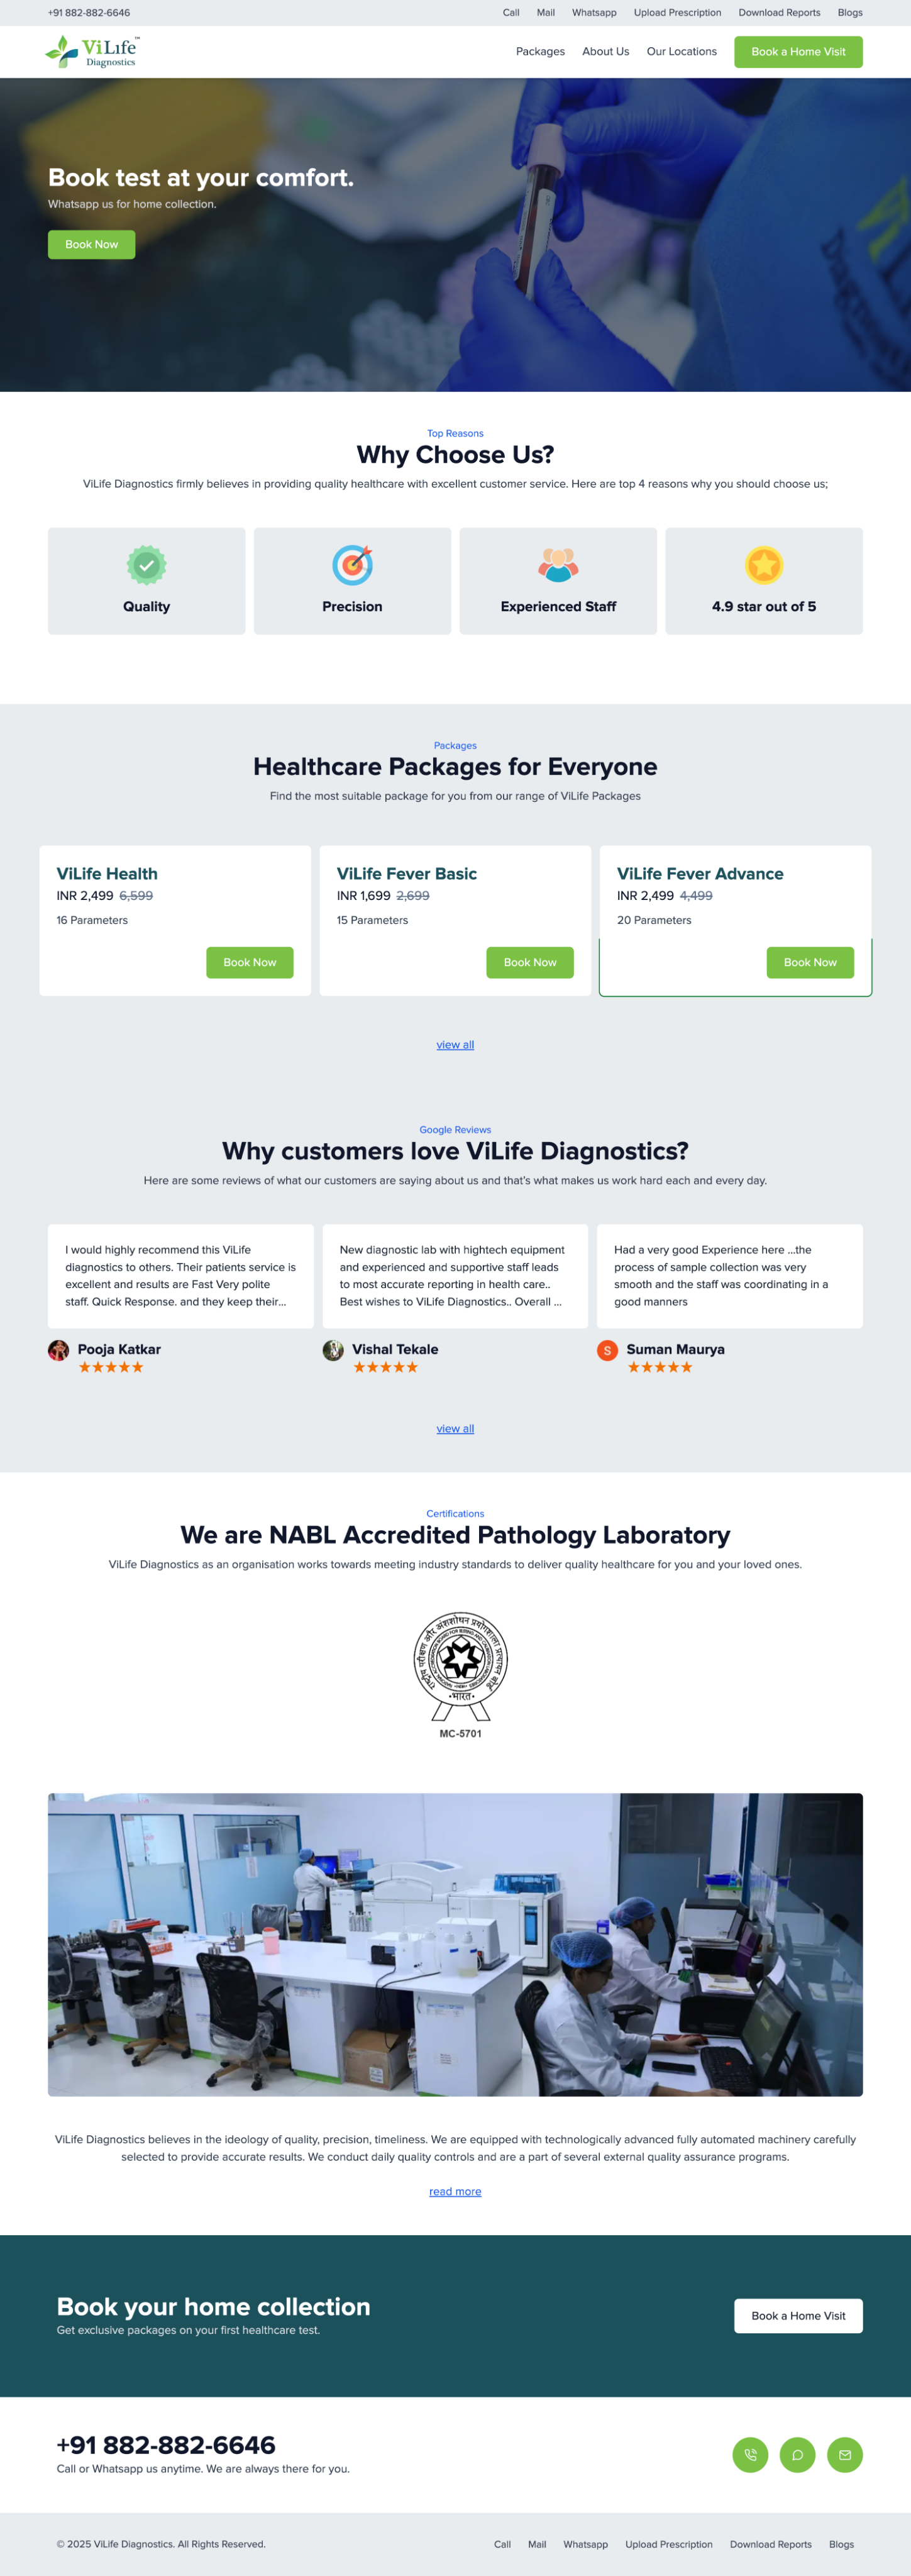 +91 882-882-6646
Call Mail Whatsapp Upload Prescription Download Reports Blogs
ViLife™
Diagnostics
Packages About Us Our Locations Book a Home Visit
Book test at your comfort.
Whatsapp us for home collection.
Book Now
Top Reasons
Why Choose Us?
ViLife Diagnostics firmly believes in providing quality healthcare with excellent customer service. Here are top 4 reasons why you should choose us;
Quality
Precision
Experienced Staff
4.9 star out of 5
Packages
Healthcare Packages for Everyone
Find the most suitable package for you from our range of ViLife Packages
ViLife Health
INR 2,499 6,599
16 Parameters
Book Now
ViLife Fever Basic
INR 1,699 2,699
15 Parameters
Book Now
ViLife Fever Advance
INR 2,499 4,499
20 Parameters
Book Now
view all
Google Reviews
Why customers love ViLife Diagnostics?
Here are some reviews of what our customers are saying about us and that's what makes us work hard each and every day.
I would highly recommend this ViLife
diagnostics to others. Their patients service is
excellent and results are Fast Very polite
staff. Quick Response. and they keep their...
Pooja Katkar
New diagnostic lab with hightech equipment
and experienced and supportive staff leads
to most accurate reporting in health care..
Best wishes to ViLife Diagnostics.. Overall ...
Vishal Tekale
Had a very good Experience here ...the
process of sample collection was very
smooth and the staff was coordinating in a
good manners
S
Suman Maurya
view all
Certifications
We are NABL Accredited Pathology Laboratory
ViLife Diagnostics as an organisation works towards meeting industry standards to deliver quality healthcare for you and your loved ones.
राष्ट्रीय परीक्षण और अंशशोधन प्रयोगशाला प्रत्यायन बोर्ड
भारत
MC-5701
ViLife Diagnostics believes in the ideology of quality, precision, timeliness. We are equipped with technologically advanced fully automated machinery carefully
selected to provide accurate results. We conduct daily quality controls and are a part of several external quality assurance programs.
read more
Book your home collection
Get exclusive packages on your first healthcare test.
Book a Home Visit
+91 882-882-6646
Call or Whatsapp us anytime. We are always there for you.
© 2025 ViLife Diagnostics. All Rights Reserved.
Call Mail Whatsapp Upload Prescription Download Reports Blogs